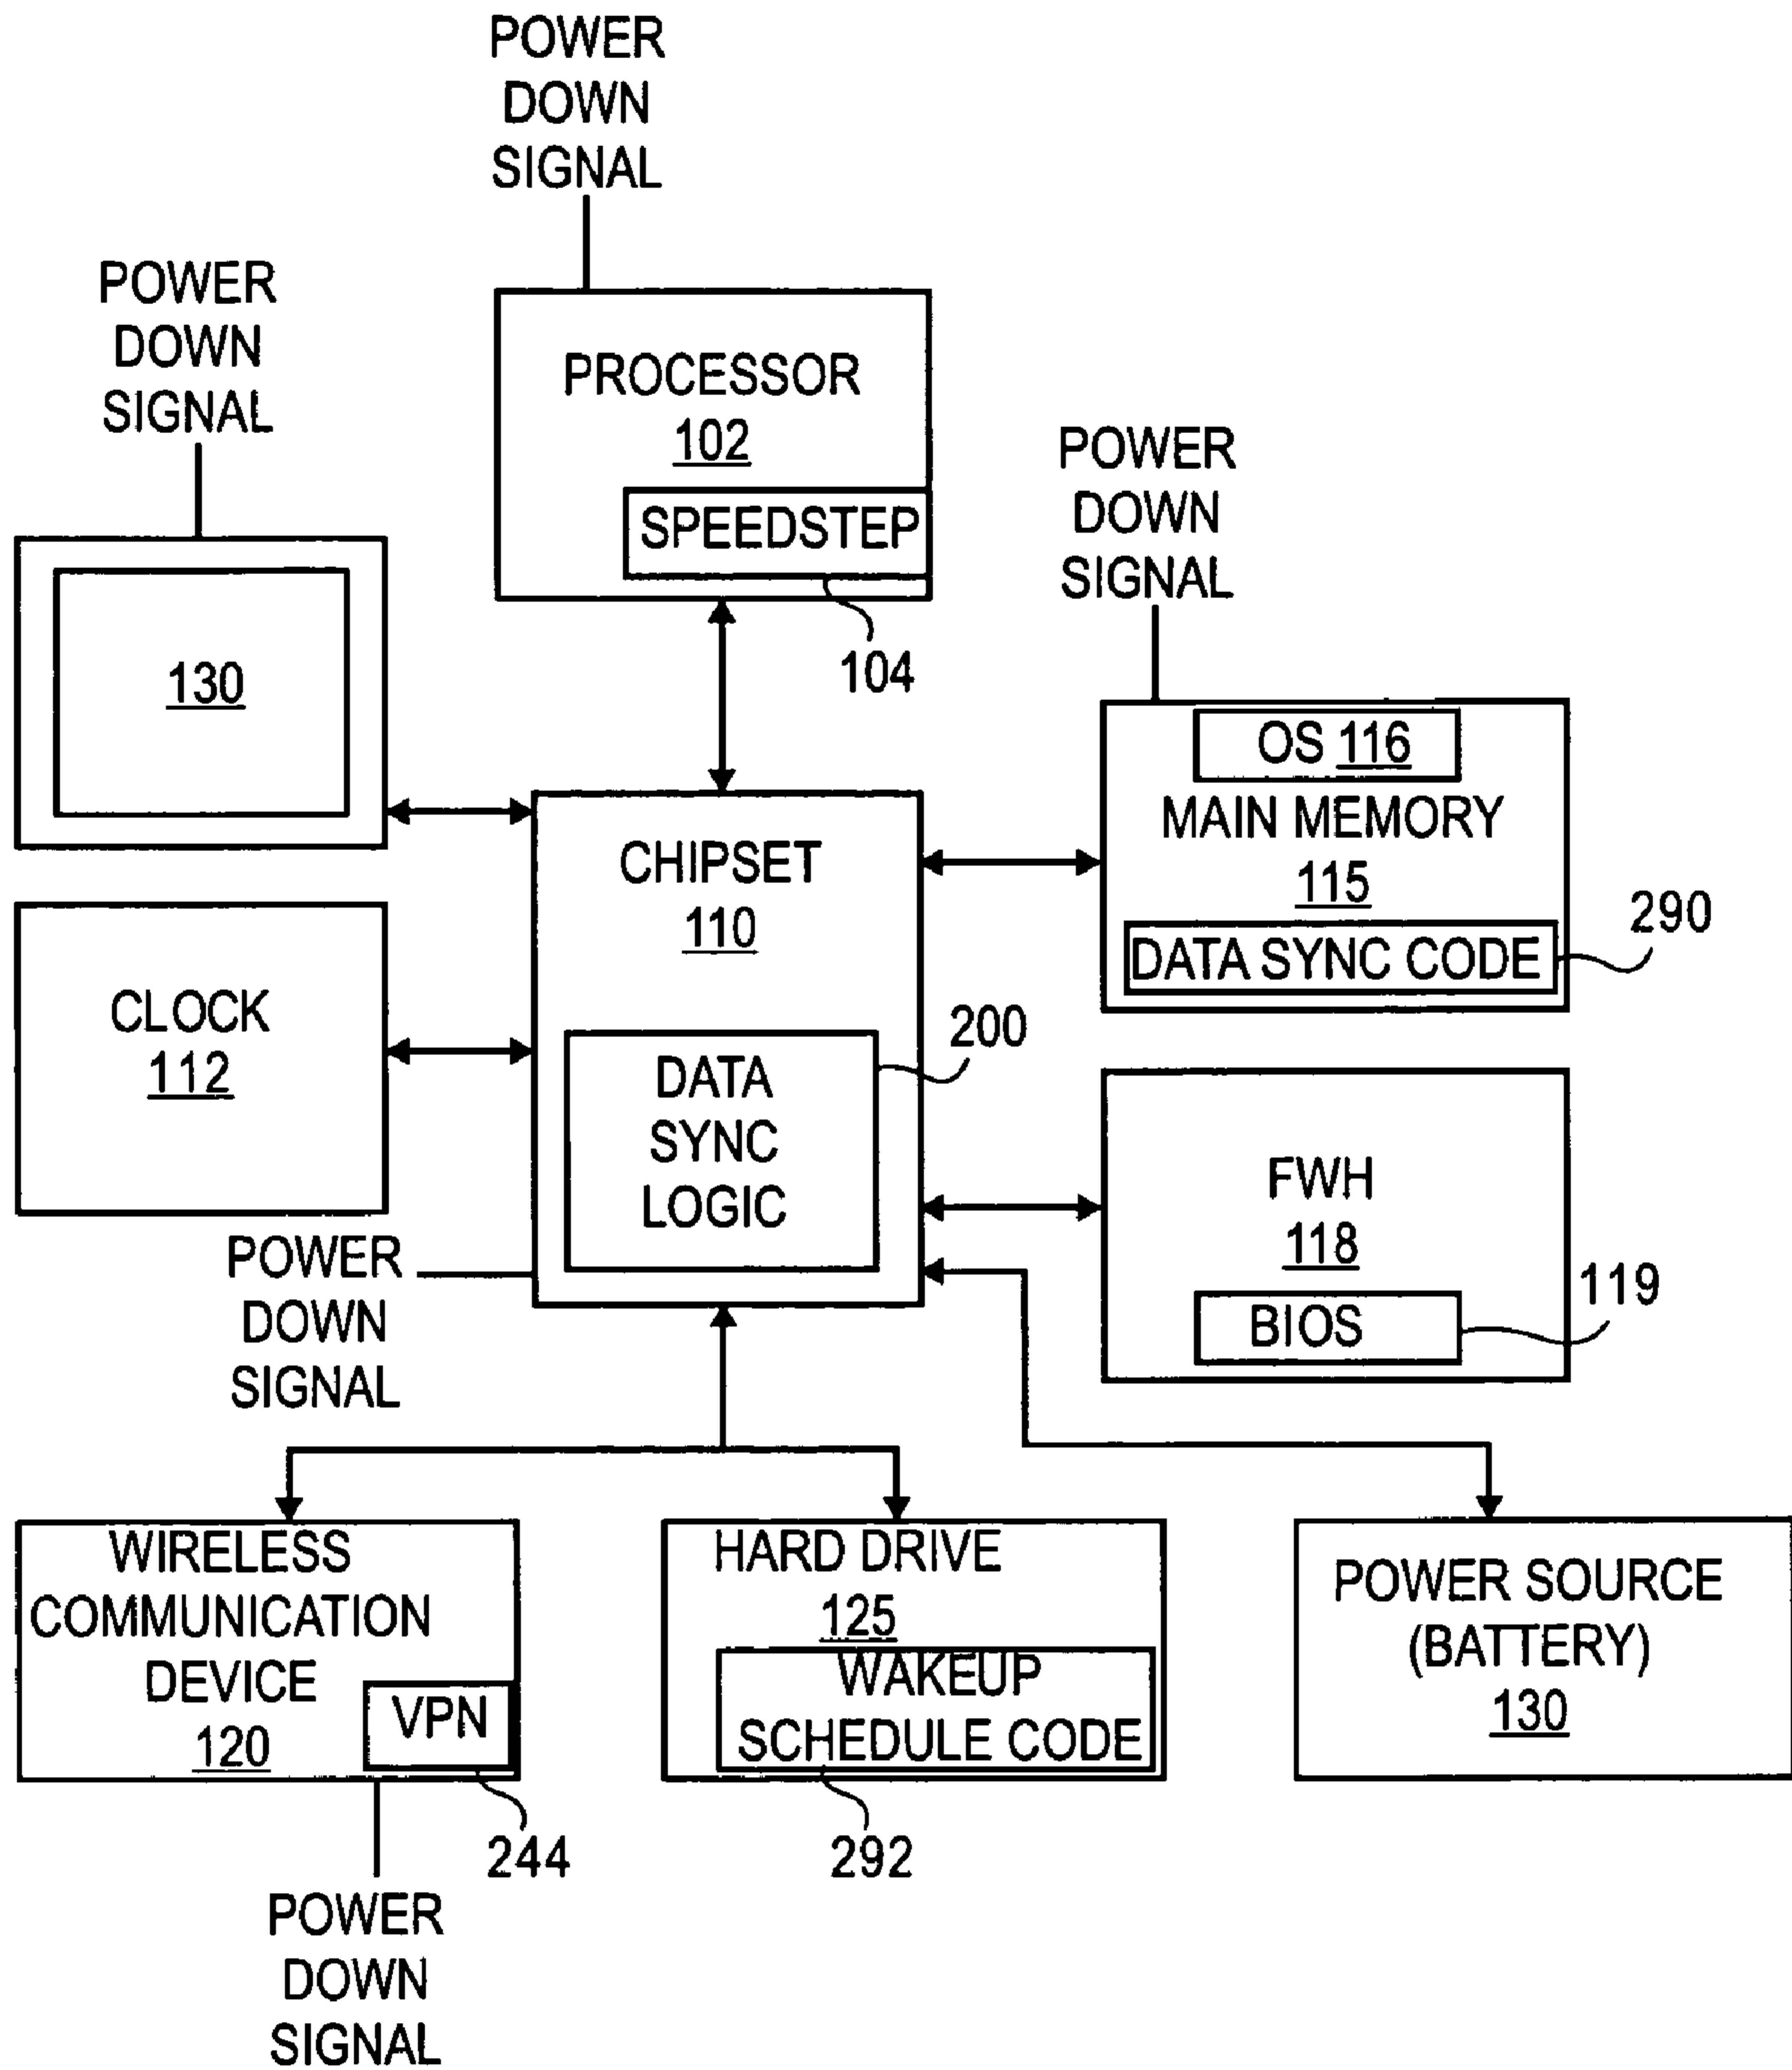 POWER
DOWN
SIGNAL
POWER
DOWN
SIGNAL
PROCESSOR
102
SPEEDSTEP
104
POWER
DOWN
SIGNAL
130
OS 116
MAIN MEMORY
115
DATA SYNC CODE
290
CHIPSET
110
DATA
SYNC
LOGIC
200
CLOCK
112
FWH
118
BIOS
119
POWER
DOWN
SIGNAL
WIRELESS
COMMUNICATION
DEVICE
120
VPN
244
HARD DRIVE
125
WAKEUP
SCHEDULE CODE
292
POWER SOURCE
(BATTERY)
130
POWER
DOWN
SIGNAL